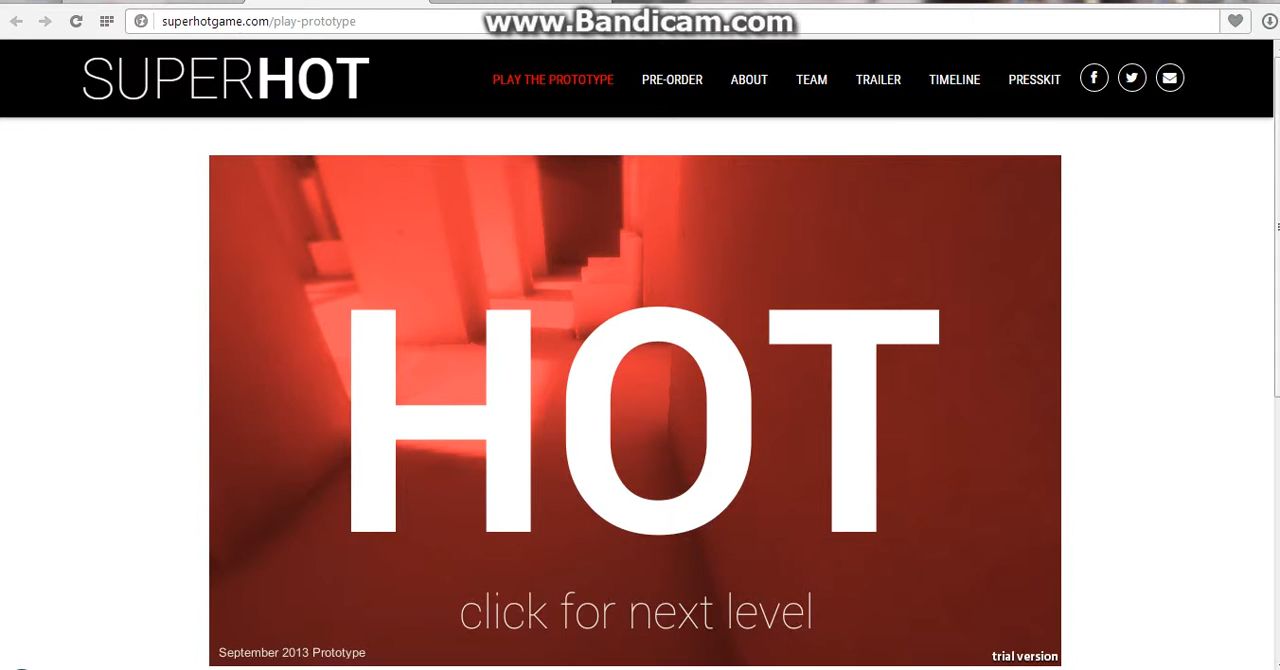 superhotgame.com/play-prototype
www.Bandicam.com
SUPERHOT
PLAY THE PROTOTYPE PRE-ORDER ABOUT TEAM TRAILER TIMELINE PRESSKIT
HOT
click for next level
September 2013 Prototype
trial version